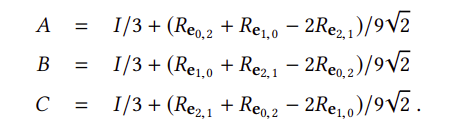 A = I/3 + (R_{e_{0,2}} + R_{e_{1,0}} − 2R_{e_{2,1}})/9√2
B = I/3 + (R_{e_{1,0}} + R_{e_{2,1}} − 2R_{e_{0,2}})/9√2
C = I/3 + (R_{e_{2,1}} + R_{e_{0,2}} − 2R_{e_{1,0}})/9√2 .